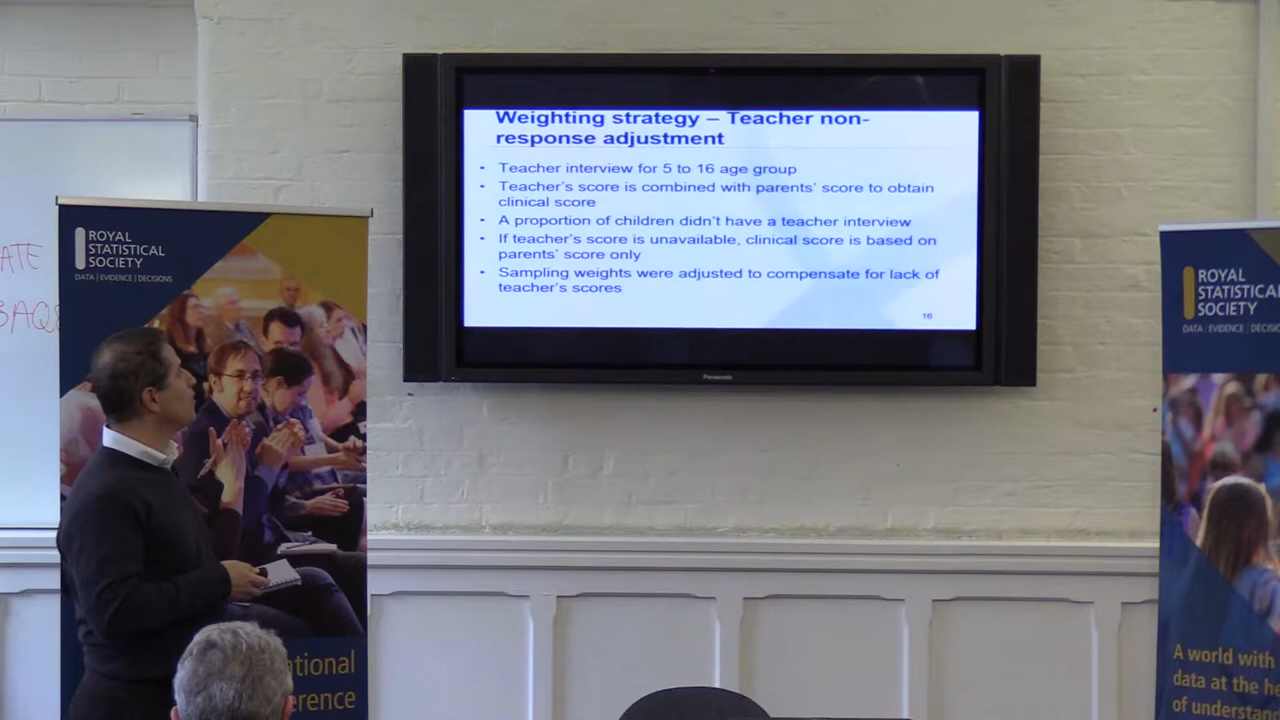 Weighting strategy – Teacher non-
response adjustment
• Teacher interview for 5 to 16 age group
• Teacher's score is combined with parents' score to obtain
clinical score
• A proportion of children didn't have a teacher interview
• If teacher's score is unavailable, clinical score is based on
parents' score only
• Sampling weights were adjusted to compensate for lack of
teacher's scores
16
Panasonic
ATE
BAQS
ROYAL
STATISTICAL
SOCIETY
DATA | EVIDENCE | DECISIONS
ational
erence
ROYAL
STATISTICA
SOCIETY
DATA | EVIDENCE | DECISI
A world with
data at the he
of understan